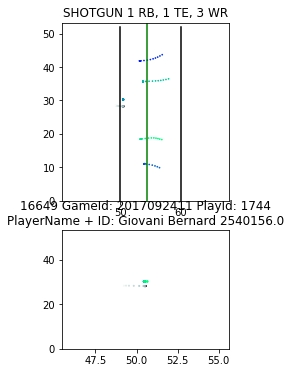 SHOTGUN 1 RB, 1 TE, 3 WR
50
40
30
20
10
0
50 60
16649 GameId: 2017092411 PlayId: 1744
PlayerName + ID: Giovani Bernard 2540156.0
40
20
0
47.5 50.0 52.5 55.0